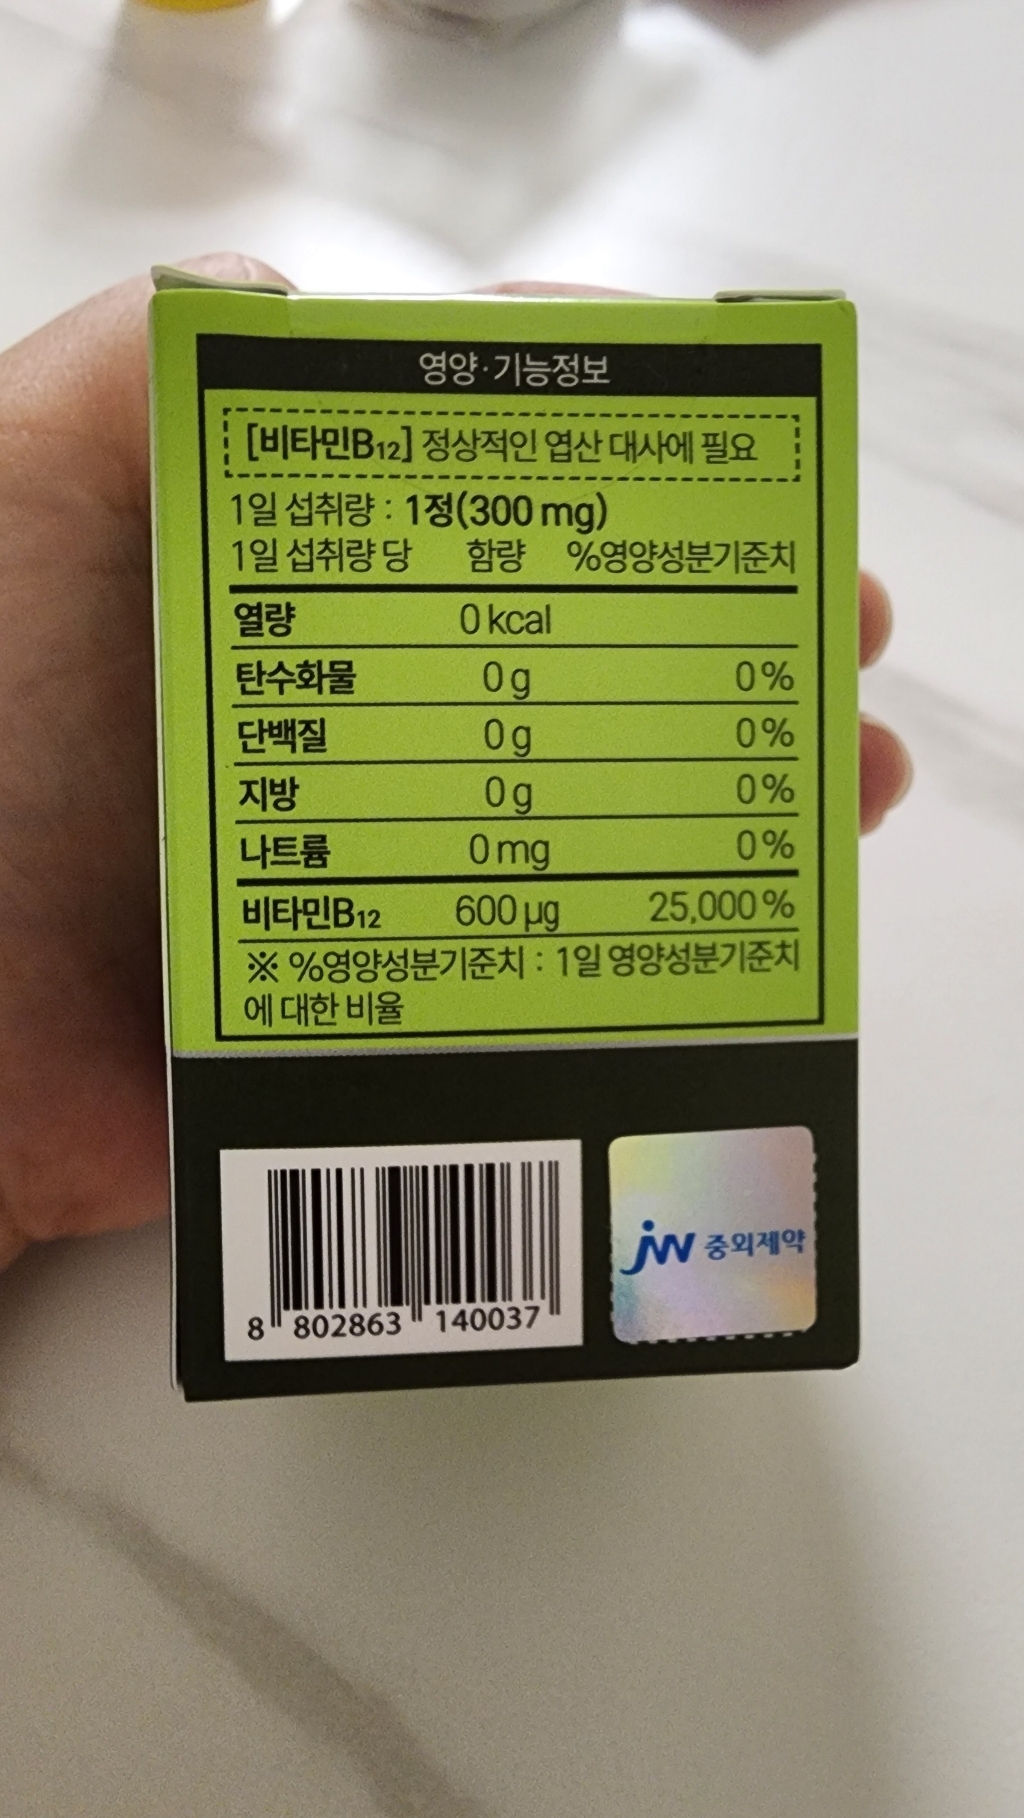 영양·기능정보
[비타민B12] 정상적인 엽산 대사에 필요
1일 섭취량 : 1정(300 mg)
1일 섭취량 당 함량 %영양성분기준치
열량 0 kcal
탄수화물 0 g 0 %
단백질 0 g 0 %
지방 0 g 0 %
나트륨 0 mg 0 %
비타민B12 600 µg 25,000 %
※ %영양성분기준치 : 1일 영양성분기준치
에 대한 비율
8 802863 140037
jw 중외제약